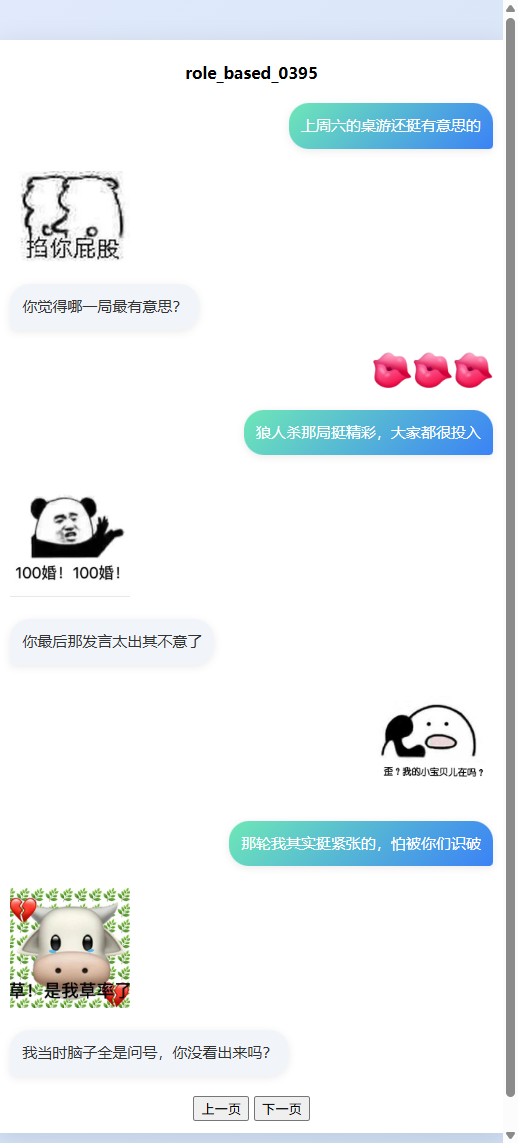 role_based_0395
上周六的桌游还挺有意思的
掐你屁股
你觉得哪一局最有意思？
狼人杀那局挺精彩，大家都很投入
100婚！100婚！
你最后那发言太出其不意了
歪？我的小宝贝儿在吗？
那轮我其实挺紧张的，怕被你们识破
草！是我草率了
我当时脑子全是问号，你没看出来吗？
上一页 下一页